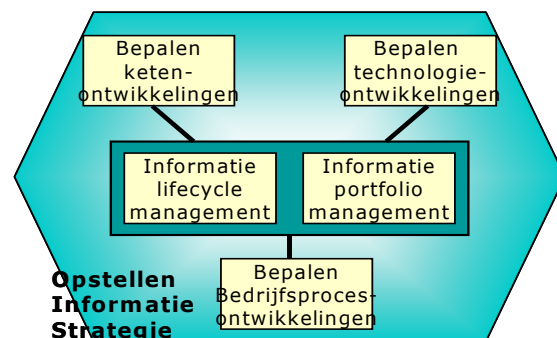 Bepalen
keten-
ontwikkelingen
Bepalen
technologie-
ontwikkelingen
Informatie
lifecycle
management
Informatie
portfolio
management
Bepalen
Bedrijfsproces-
ontwikkelingen
Opstellen
Informatie
Strategie